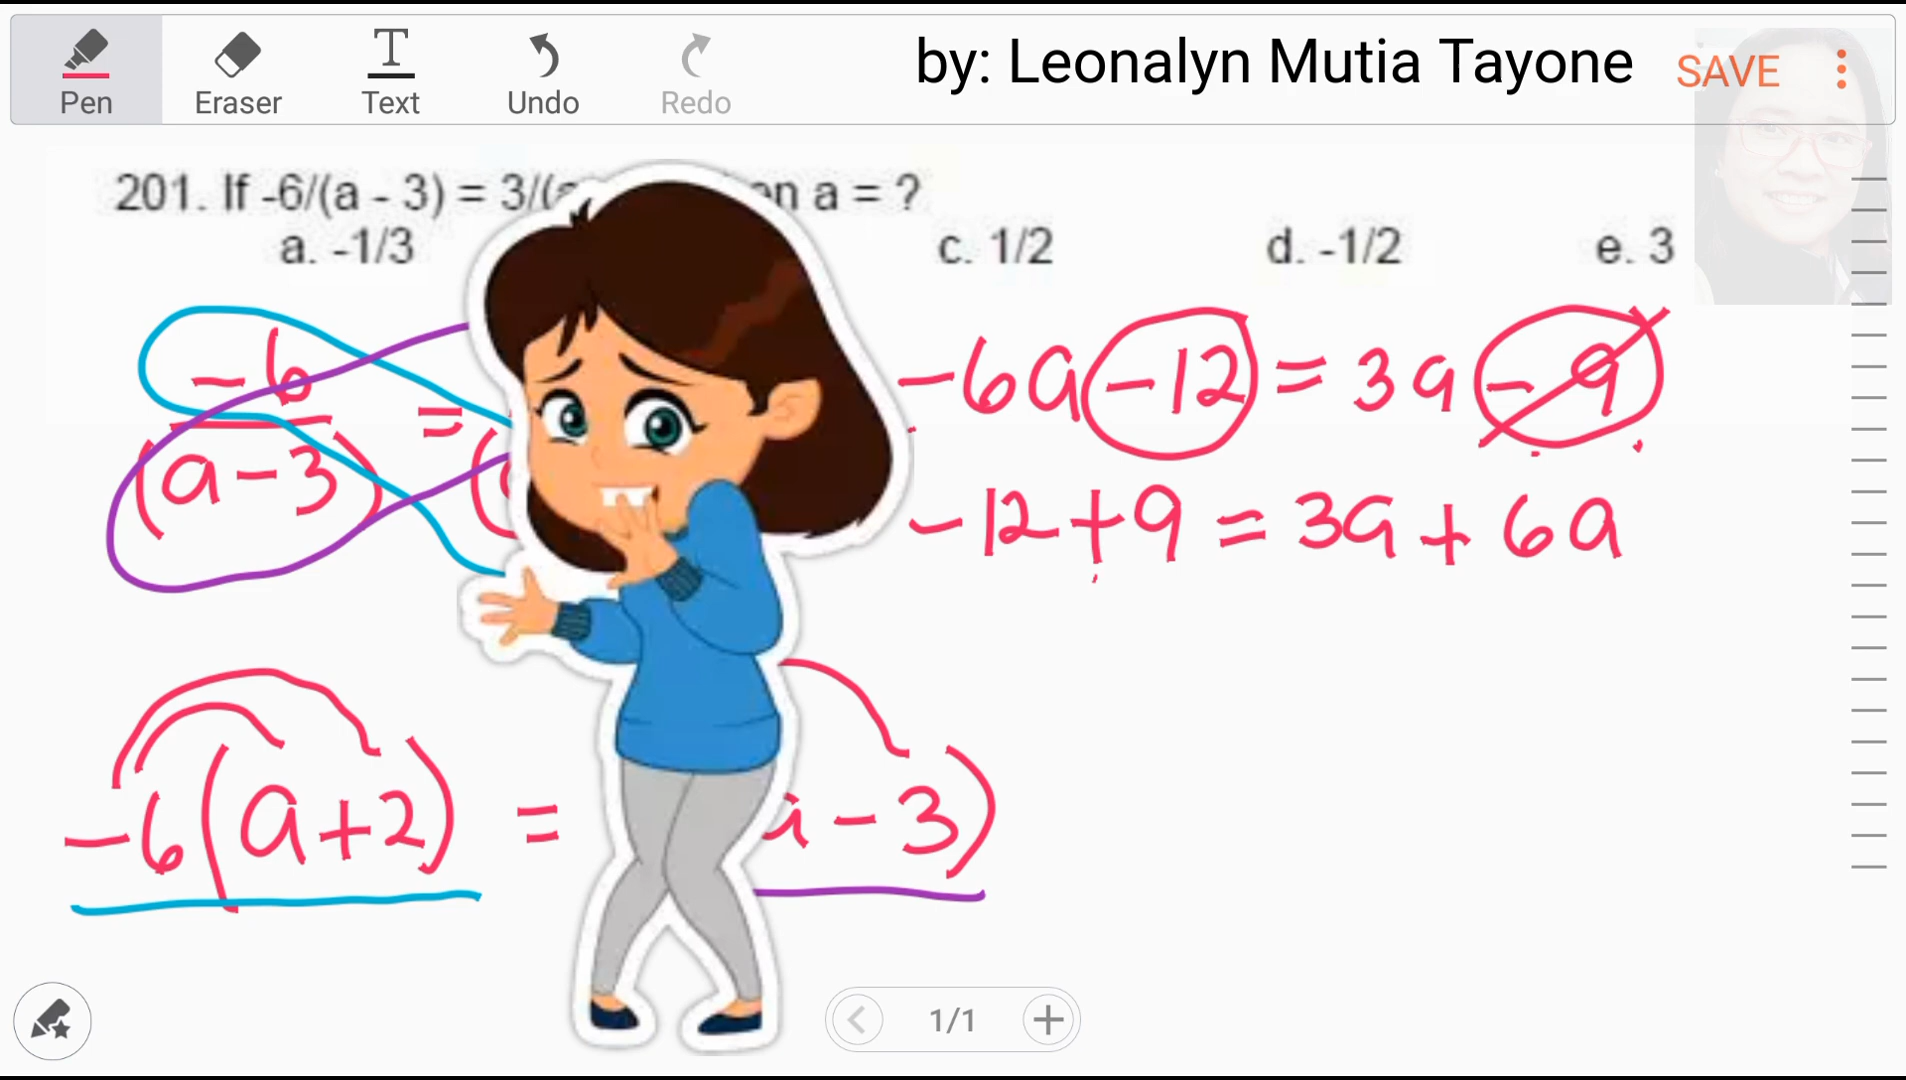 by: Leonalyn Mutia Tayone
SAVE
Pen
Eraser
Text
Undo
Redo
201. If -6/(a - 3) = 3/( a = ?
a. -1/3
c. 1/2
d. -1/2
e. 3
-6
(a-3)
= (
-6a -12 = 3a -9
-12+9 = 3a + 6a
-6(a+2) = a-3)
1/1